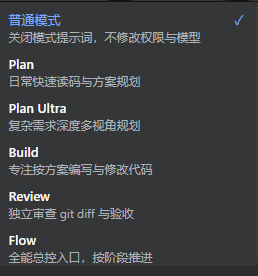 普通模式
关闭模式提示词，不修改权限与模型
Plan
日常快速读码与方案规划
Plan Ultra
复杂需求深度多视角规划
Build
专注按方案编写与修改代码
Review
独立审查 git diff 与验收
Flow
全能总控入口，按阶段推进